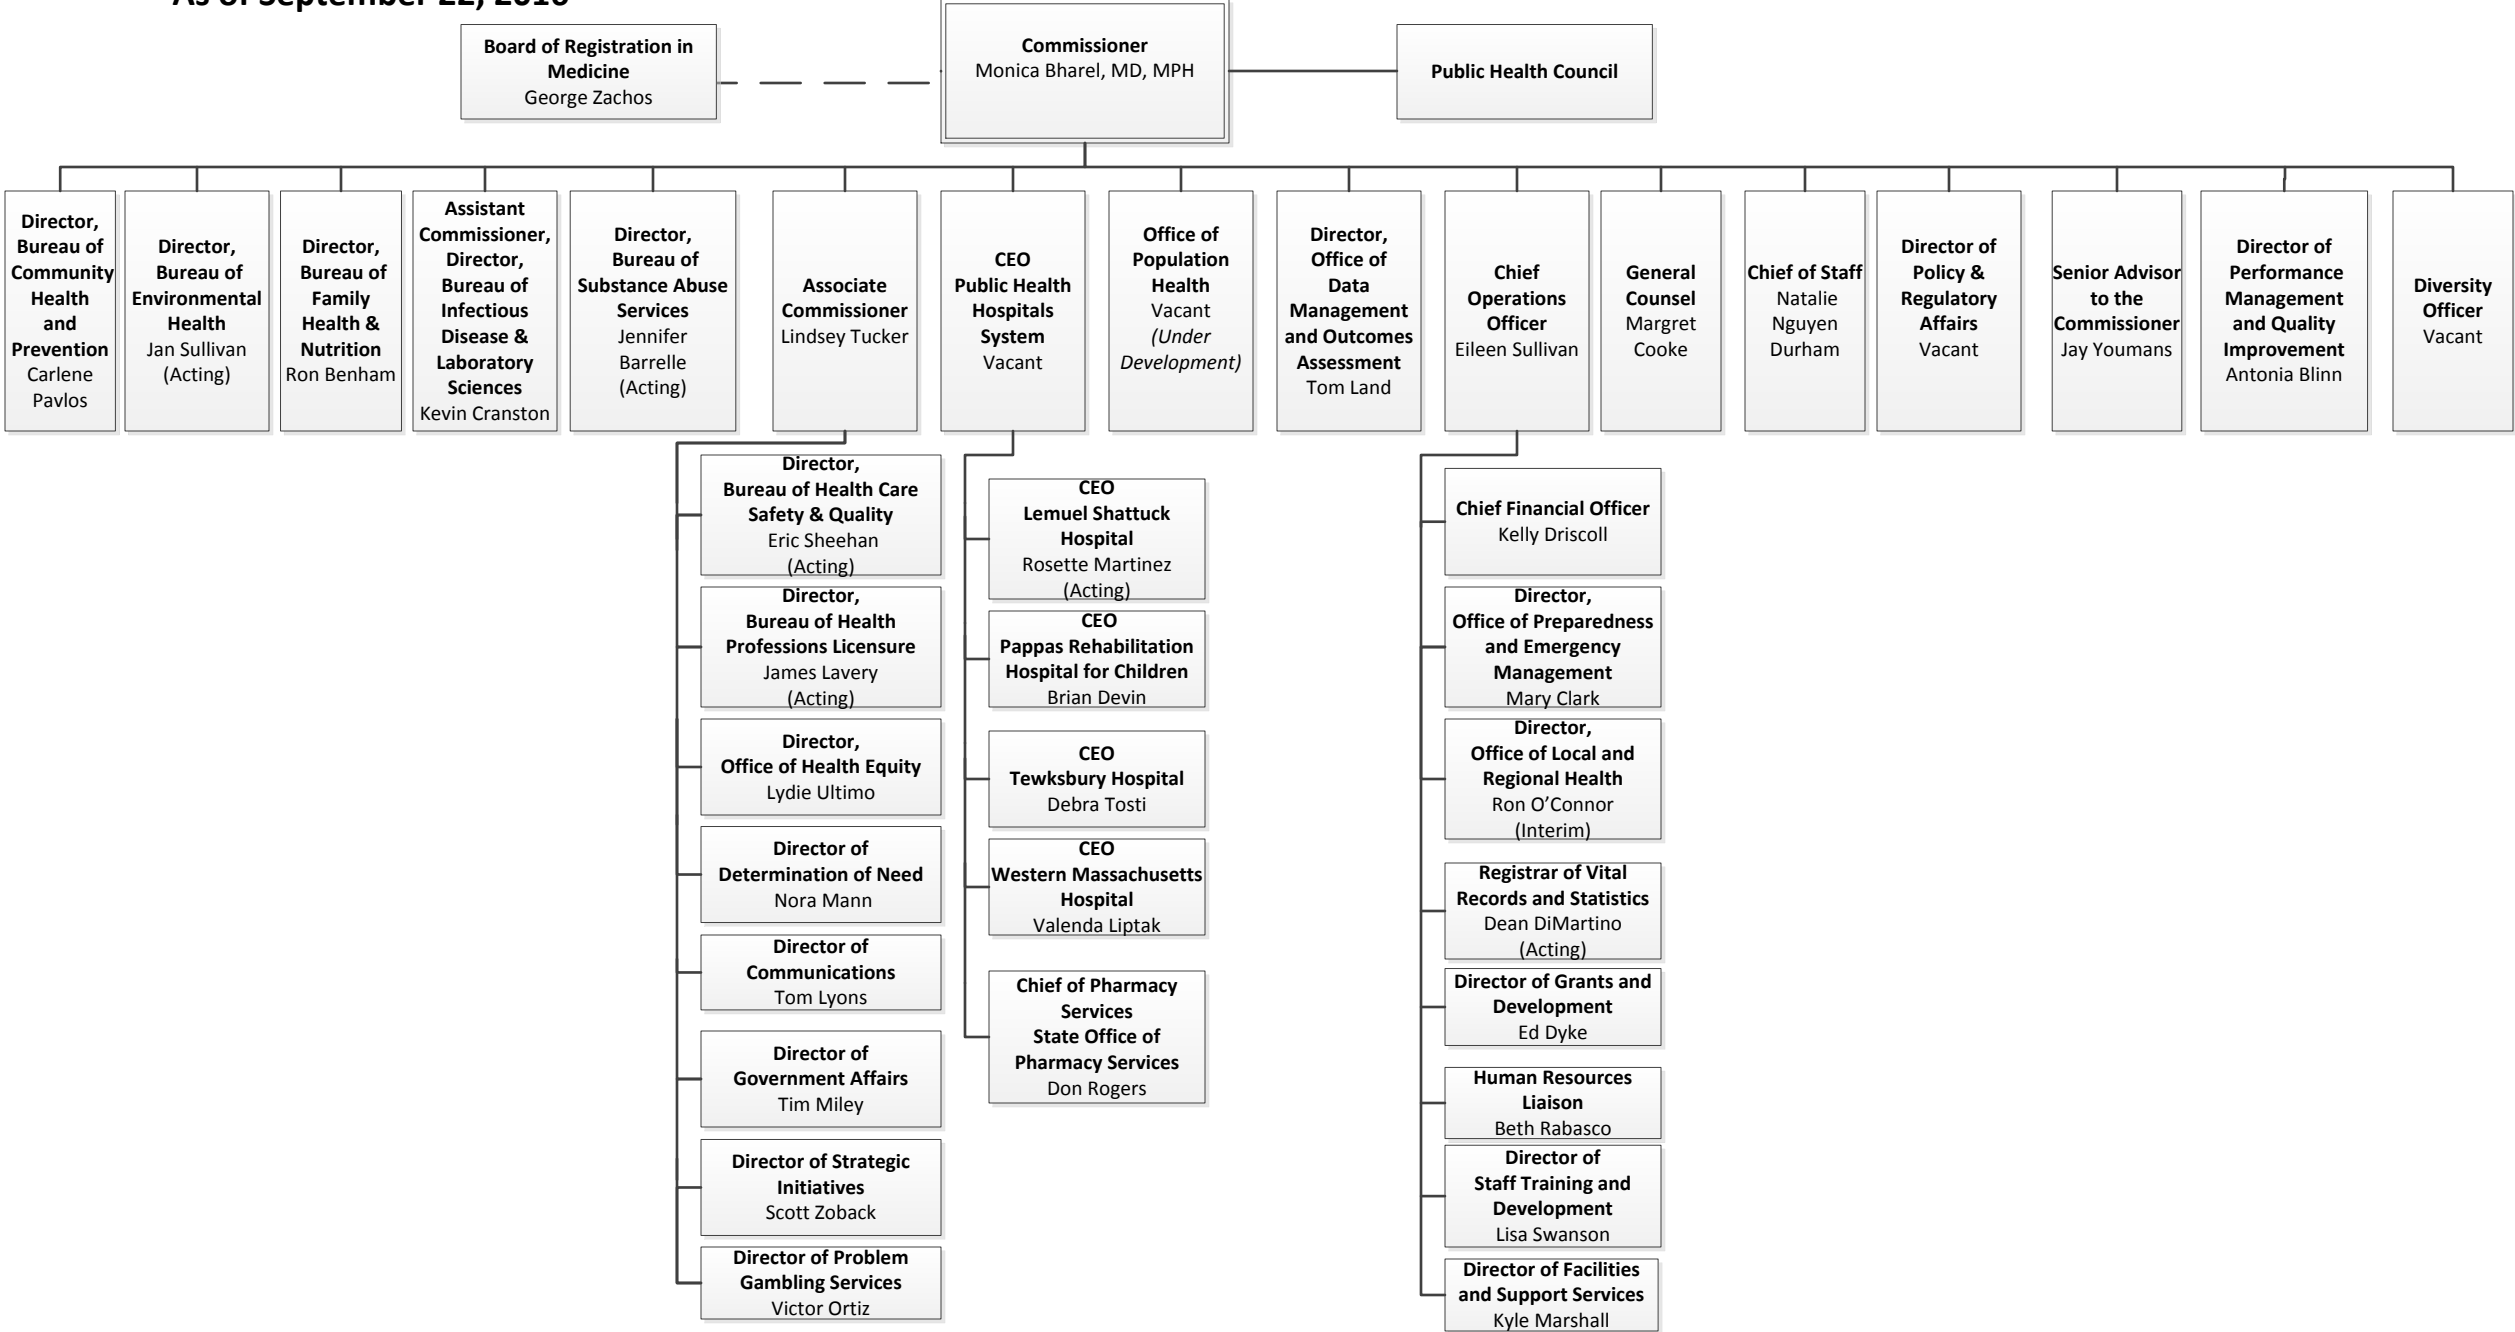 As of September 22, 2016
Board of Registration in
Medicine
George Zachos
Commissioner
Monica Bharel, MD, MPH
Public Health Council
Director,
Bureau of
Community
Health
and
Prevention
Carlene
Pavlos
Director,
Bureau of
Environmental
Health
Jan Sullivan
(Acting)
Director,
Bureau of
Family
Health &
Nutrition
Ron Benham
Assistant
Commissioner,
Director,
Bureau of
Infectious
Disease &
Laboratory
Sciences
Kevin Cranston
Director,
Bureau of
Substance Abuse
Services
Jennifer
Barrelle
(Acting)
Associate
Commissioner
Lindsey Tucker
CEO
Public Health
Hospitals
System
Vacant
Office of
Population
Health
Vacant
(Under
Development)
Director,
Office of
Data
Management
and Outcomes
Assessment
Tom Land
Chief
Operations
Officer
Eileen Sullivan
General
Counsel
Margret
Cooke
Chief of Staff
Natalie
Nguyen
Durham
Director of
Policy &
Regulatory
Affairs
Vacant
Senior Advisor
to the
Commissioner
Jay Youmans
Director of
Performance
Management
and Quality
Improvement
Antonia Blinn
Diversity
Officer
Vacant
Director,
Bureau of Health Care
Safety & Quality
Eric Sheehan
(Acting)
Director,
Bureau of Health
Professions Licensure
James Lavery
(Acting)
Director,
Office of Health Equity
Lydie Ultimo
Director of
Determination of Need
Nora Mann
Director of
Communications
Tom Lyons
Director of
Government Affairs
Tim Miley
Director of Strategic
Initiatives
Scott Zoback
Director of Problem
Gambling Services
Victor Ortiz
CEO
Lemuel Shattuck
Hospital
Rosette Martinez
(Acting)
CEO
Pappas Rehabilitation
Hospital for Children
Brian Devin
CEO
Tewksbury Hospital
Debra Tosti
CEO
Western Massachusetts
Hospital
Valenda Liptak
Chief of Pharmacy
Services
State Office of
Pharmacy Services
Don Rogers
Chief Financial Officer
Kelly Driscoll
Director,
Office of Preparedness
and Emergency
Management
Mary Clark
Director,
Office of Local and
Regional Health
Ron O’Connor
(Interim)
Registrar of Vital
Records and Statistics
Dean DiMartino
(Acting)
Director of Grants and
Development
Ed Dyke
Human Resources
Liaison
Beth Rabasco
Director of
Staff Training and
Development
Lisa Swanson
Director of Facilities
and Support Services
Kyle Marshall